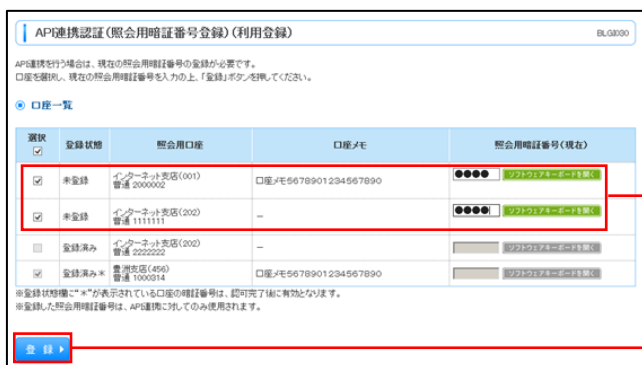 API連携認証(照会用暗証番号登録)(利用登録)
BLGI030
API連携を行う場合は、現在の照会用暗証番号の登録が必要です。
口座を選択し、現在の照会用暗証番号を入力の上、「登録」ボタンを押してください。
口座一覧
選択 登録状態 照会用口座 口座メモ 照会用暗証番号(現在)
未登録 インターネット支店(001) 口座メモ5678901234567890 ●●●● ソフトウェアキーボードを開く
普通 2000002
未登録 インターネット支店(202) － ●●●● ソフトウェアキーボードを開く
普通 1111111
登録済み インターネット支店(202) － ソフトウェアキーボードを開く
普通 2222222
登録済み＊ 豊洲支店(456) 口座メモ5678901234567890 ソフトウェアキーボードを開く
普通 1000314
※登録状態欄に"＊"が表示されている口座の暗証番号は、認可完了後に有効となります。
※登録した照会用暗証番号は、API連携に対してのみ使用されます。
登 録